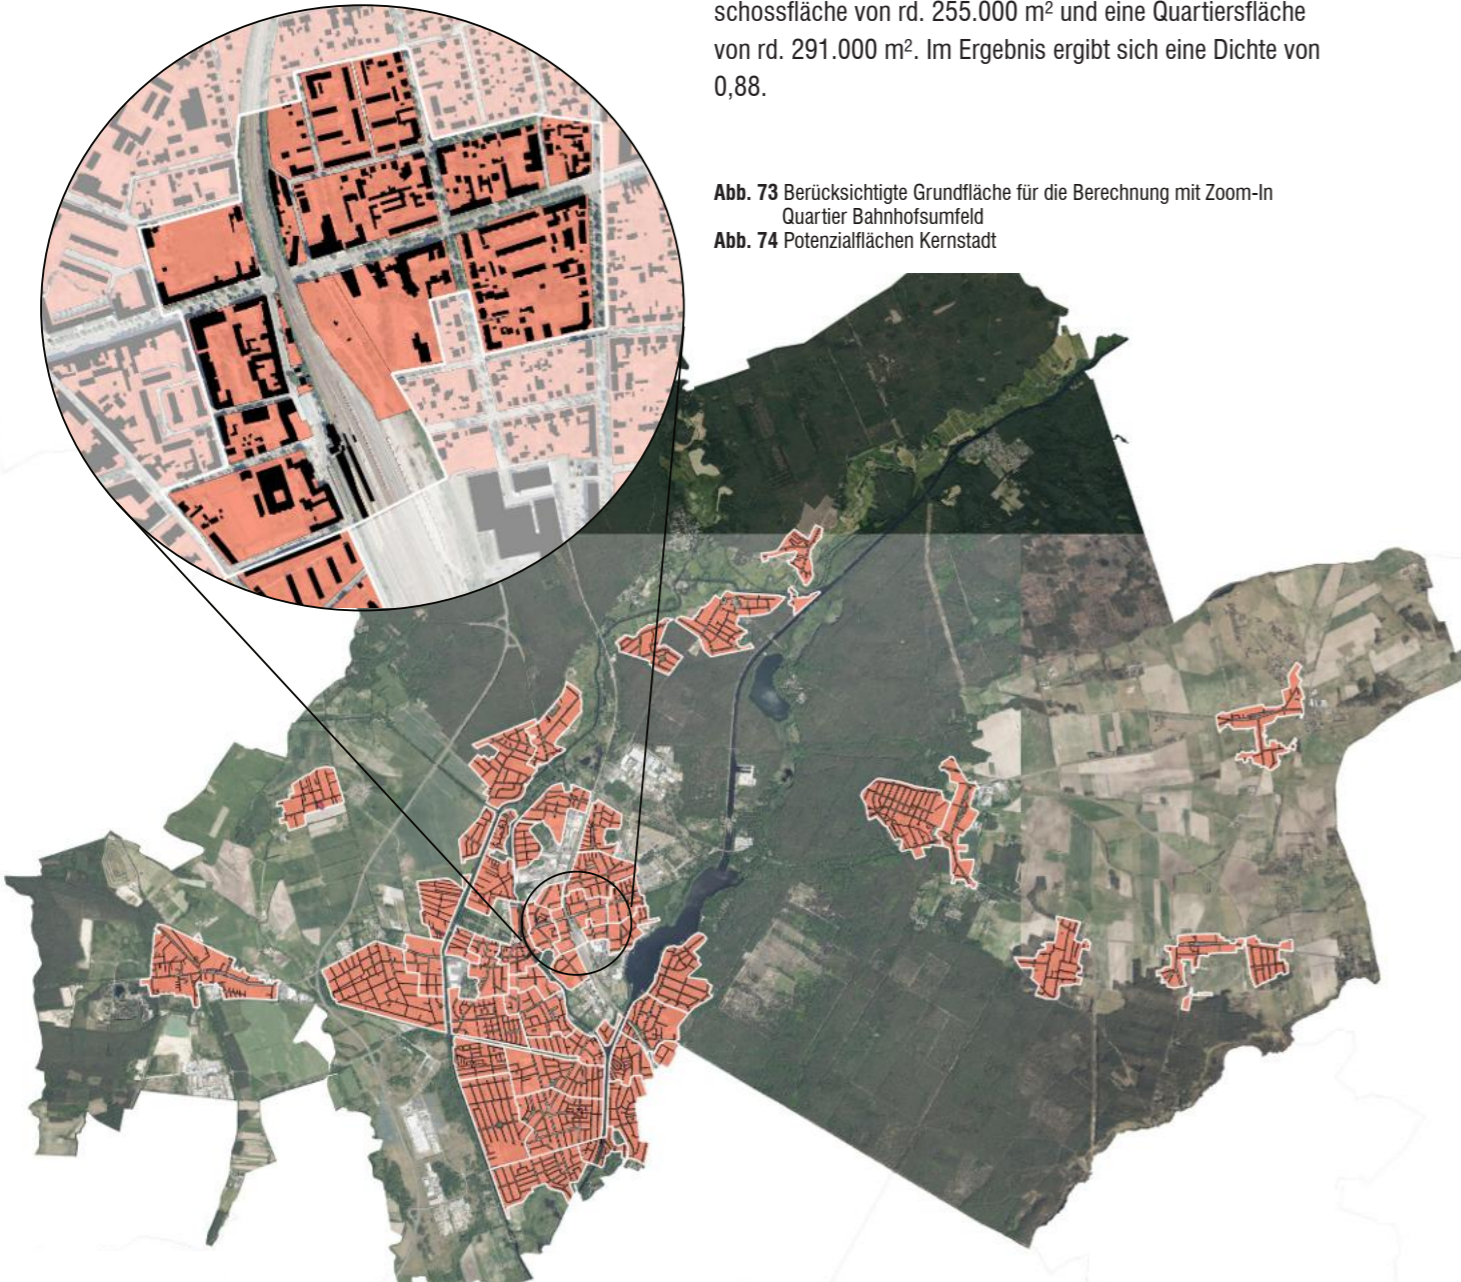 schossfläche von rd. 255.000 m² und eine Quartiersfläche
von rd. 291.000 m². Im Ergebnis ergibt sich eine Dichte von
0,88.
Abb. 73 Berücksichtigte Grundfläche für die Berechnung mit Zoom-In
Quartier Bahnhofsumfeld
Abb. 74 Potenzialflächen Kernstadt